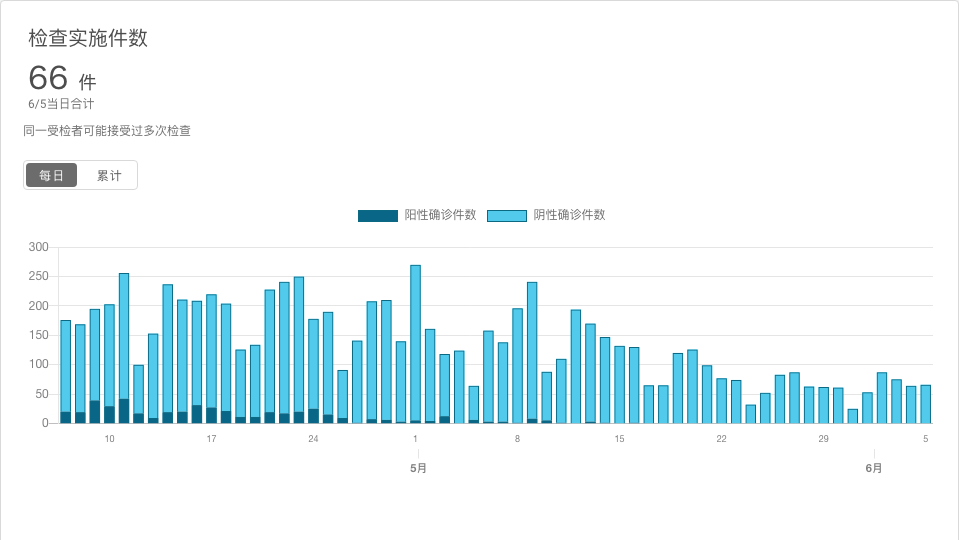 检查实施件数
66 件
6/5当日合计
同一受检者可能接受过多次检查
每日 累计
阳性确诊件数 阴性确诊件数
300
250
200
150
100
50
0
10 17 24 1 8 15 22 29 5
5月 6月